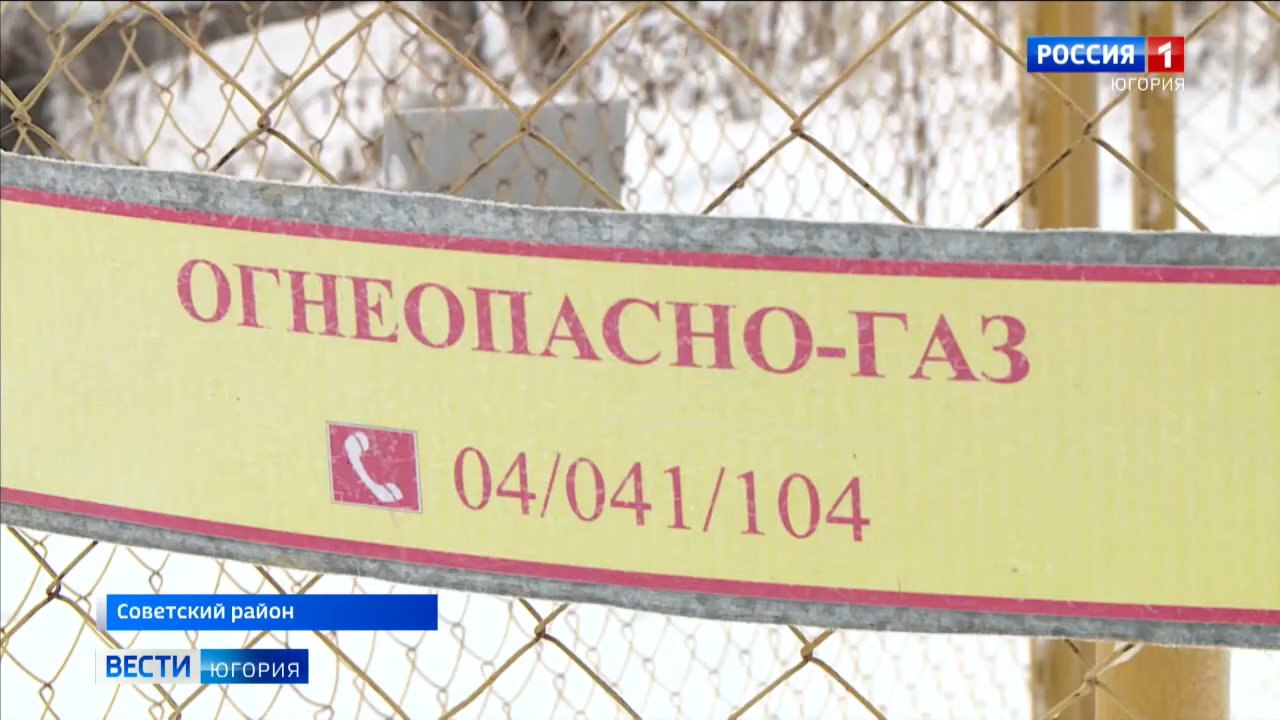 РОССИЯ 1
ЮГОРИЯ
ОГНЕОПАСНО-ГАЗ
04/041/104
Советский район
ВЕСТИ ЮГОРИЯ